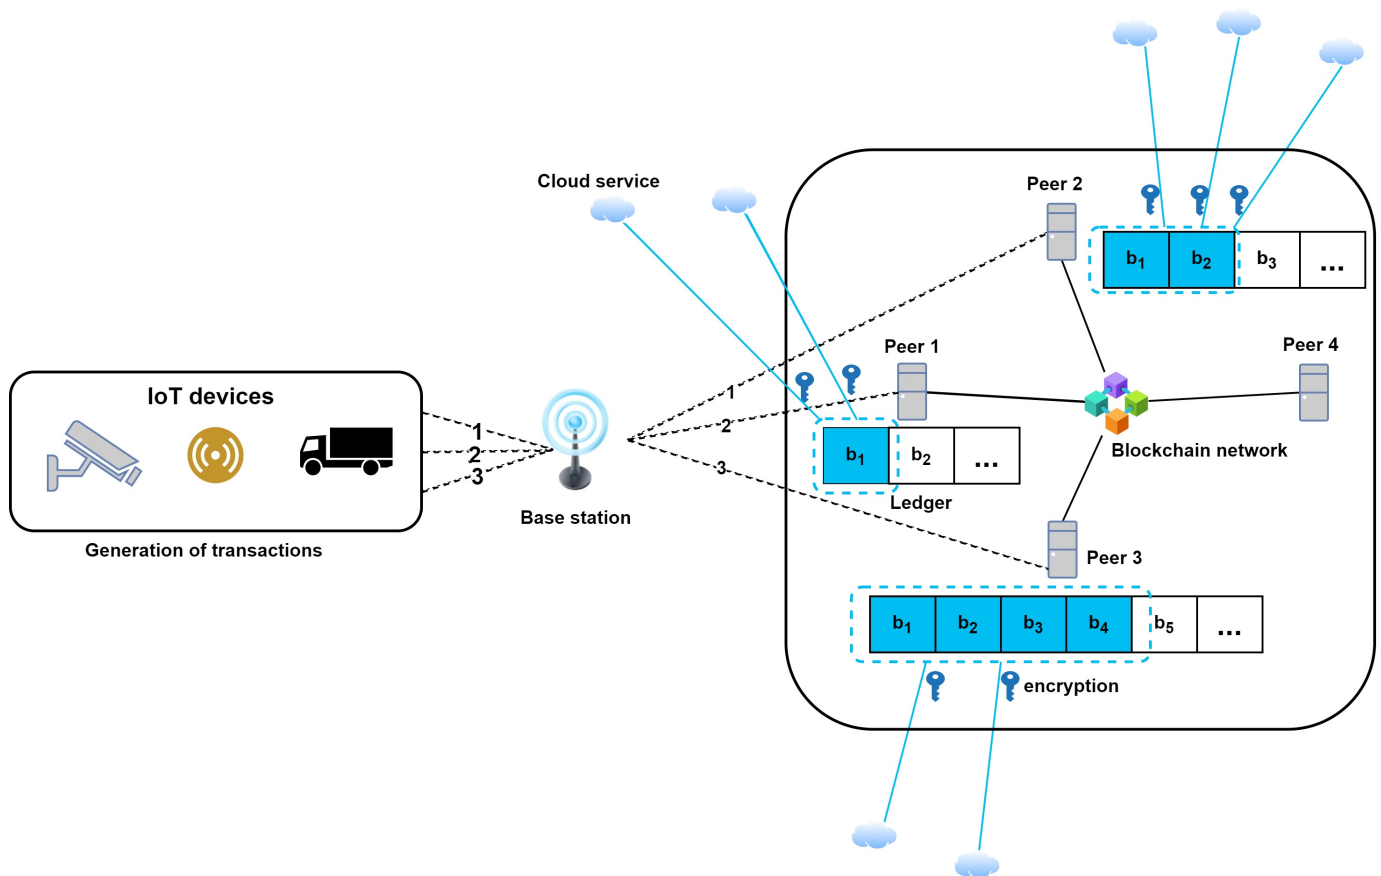 Cloud service
Peer 2
b1 b2 b3 ...
Peer 1
Peer 4
IoT devices
1
2
3
1
2
3
b1 b2 ...
Ledger
Blockchain network
Base station
Generation of transactions
Peer 3
b1 b2 b3 b4 b5 ...
encryption